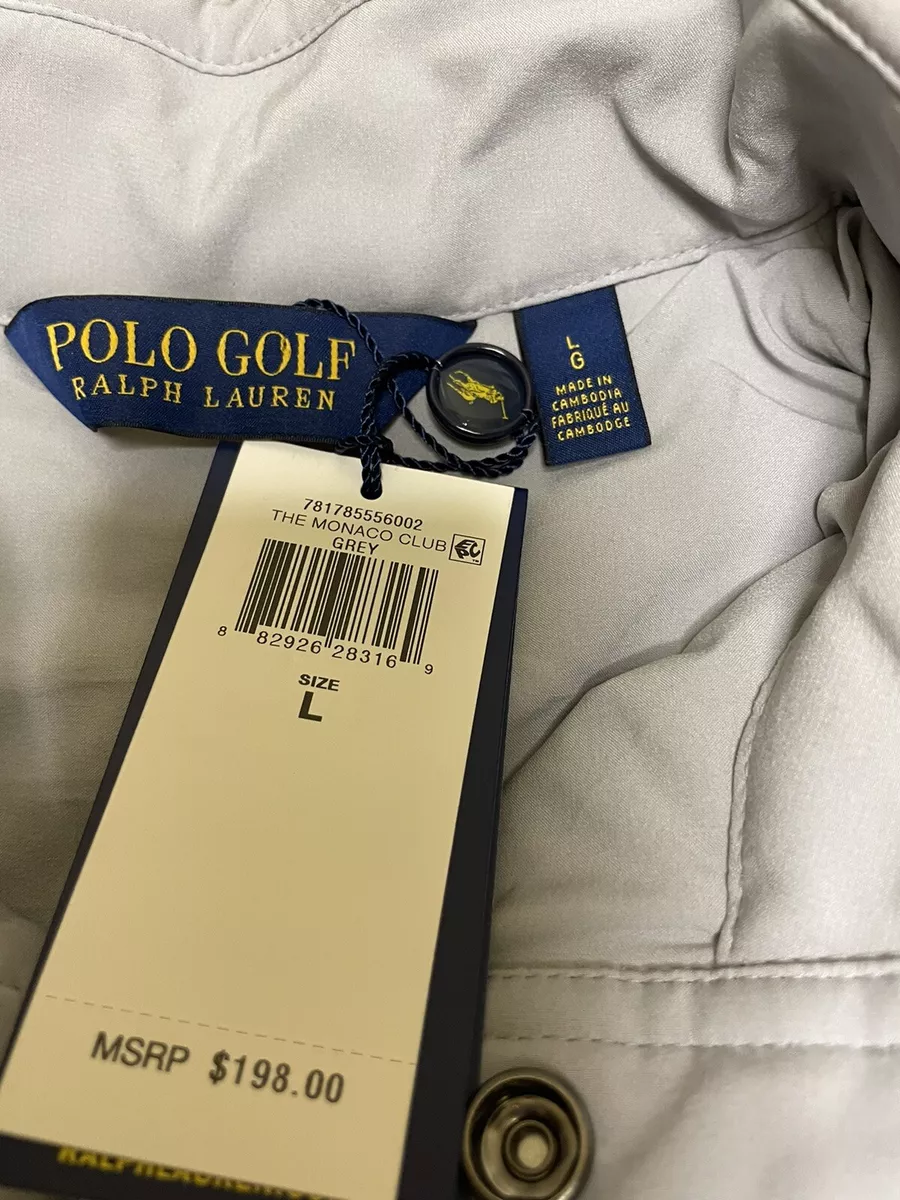 POLO GOLF
RALPH LAUREN
L
G
MADE IN
CAMBODIA
FABRIQUÉ AU
CAMBODGE
781785556002
THE MONACO CLUB
GREY
8 82926 28316 9
SIZE
L
MSRP $198.00